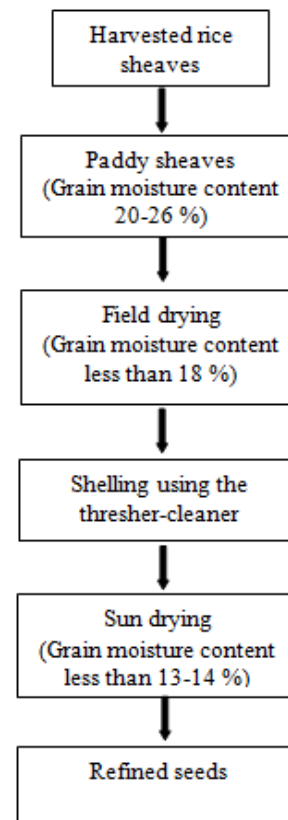 Harvested rice
sheaves
Paddy sheaves
(Grain moisture content
20-26 %)
Field drying
(Grain moisture content
less than 18 %)
Shelling using the
thresher-cleaner
Sun drying
(Grain moisture content
less than 13-14 %)
Refined seeds